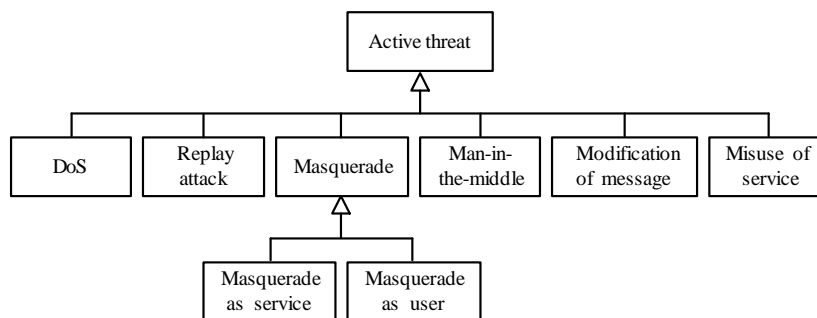 Active threat
DoS
Replay
attack
Masquerade
Man-in-
the-middle
Modification
of message
Misuse of
service
Masquerade
as service
Masquerade
as user